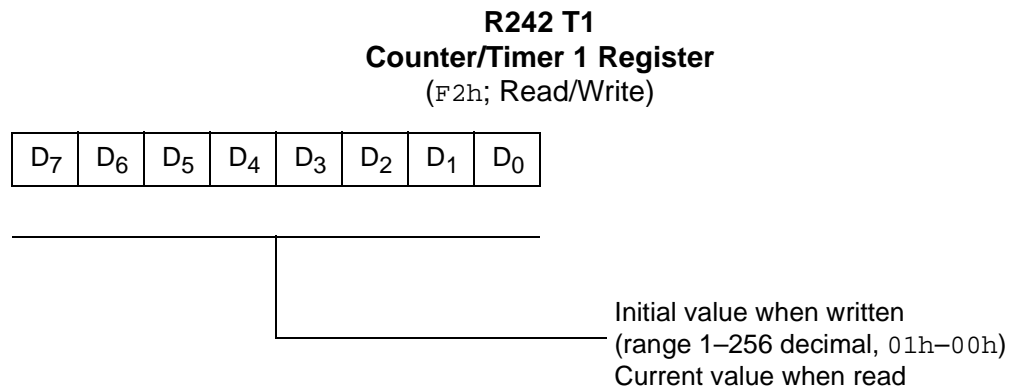 R242 T1
Counter/Timer 1 Register
(F2h; Read/Write)
D7 D6 D5 D4 D3 D2 D1 D0
Initial value when written
(range 1–256 decimal, 01h–00h)
Current value when read